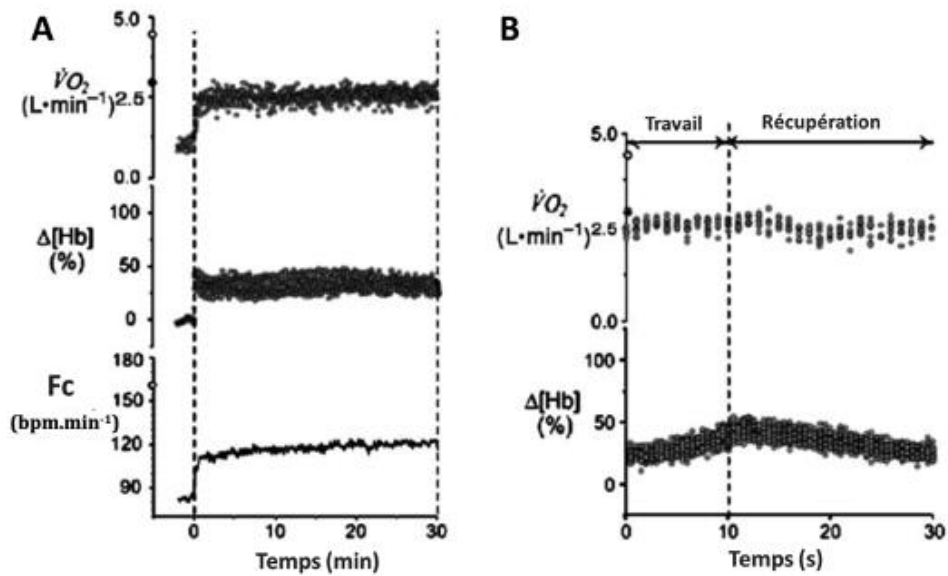 A
5.0
V̇O₂
(L•min⁻¹)
2.5
0.0
100
Δ[Hb]
(%)
50
0
180
Fc
150
(bpm.min⁻¹)
120
90
0 10 20 30
Temps (min)
B
Travail Récupération
5.0
V̇O₂
(L•min⁻¹)
2.5
0.0
100
Δ[Hb]
(%)
50
0
0 10 20 30
Temps (s)